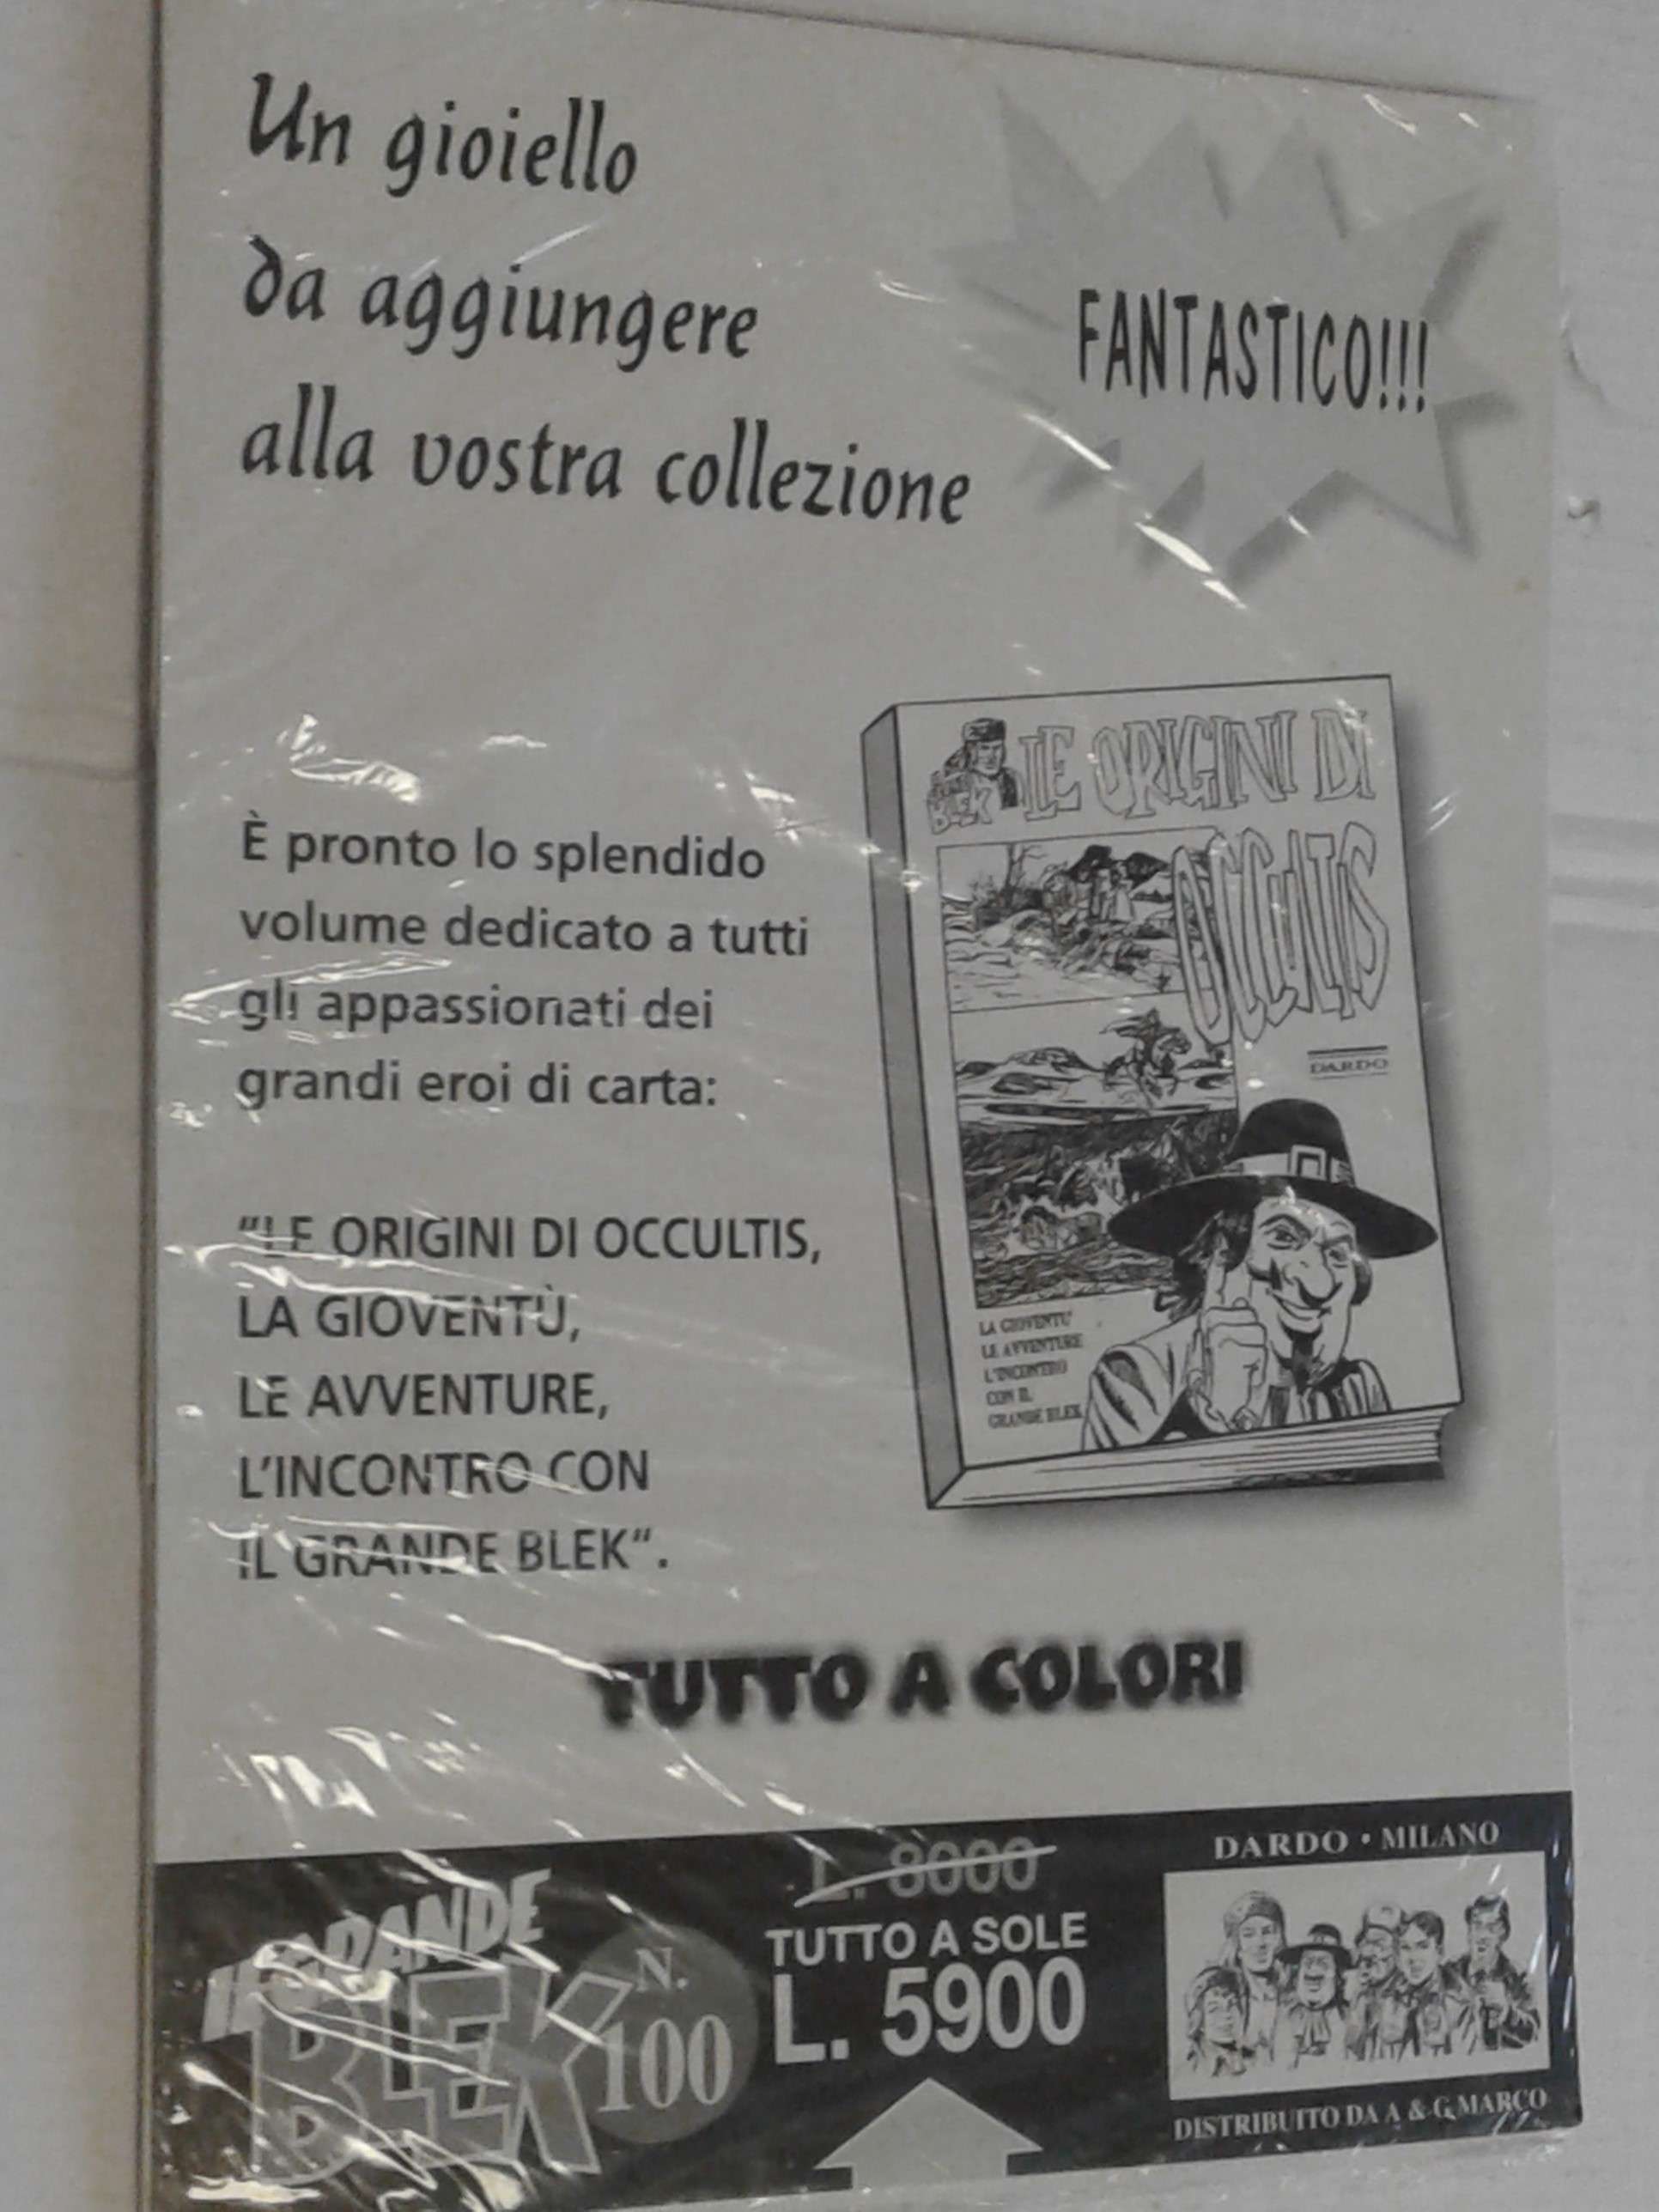 Un gioiello
da aggiungere
alla vostra collezione
FANTASTICO!!!
È pronto lo splendido
volume dedicato a tutti
gli appassionati dei
grandi eroi di carta:
"LE ORIGINI DI OCCULTIS,
LA GIOVENTÙ,
LE AVVENTURE,
L'INCONTRO CON
IL GRANDE BLEK".
BLEK
LE ORIGINI DI
OCCULTIS
DARDO
LA GIOVENTU'
LE AVVENTURE
L'INCONTRO
CON IL
GRANDE BLEK
TUTTO A COLORI
IL GRANDE
BLEK
N.
100
L. 8000
TUTTO A SOLE
L. 5900
DARDO • MILANO
DISTRIBUITO DA A & G. MARCO